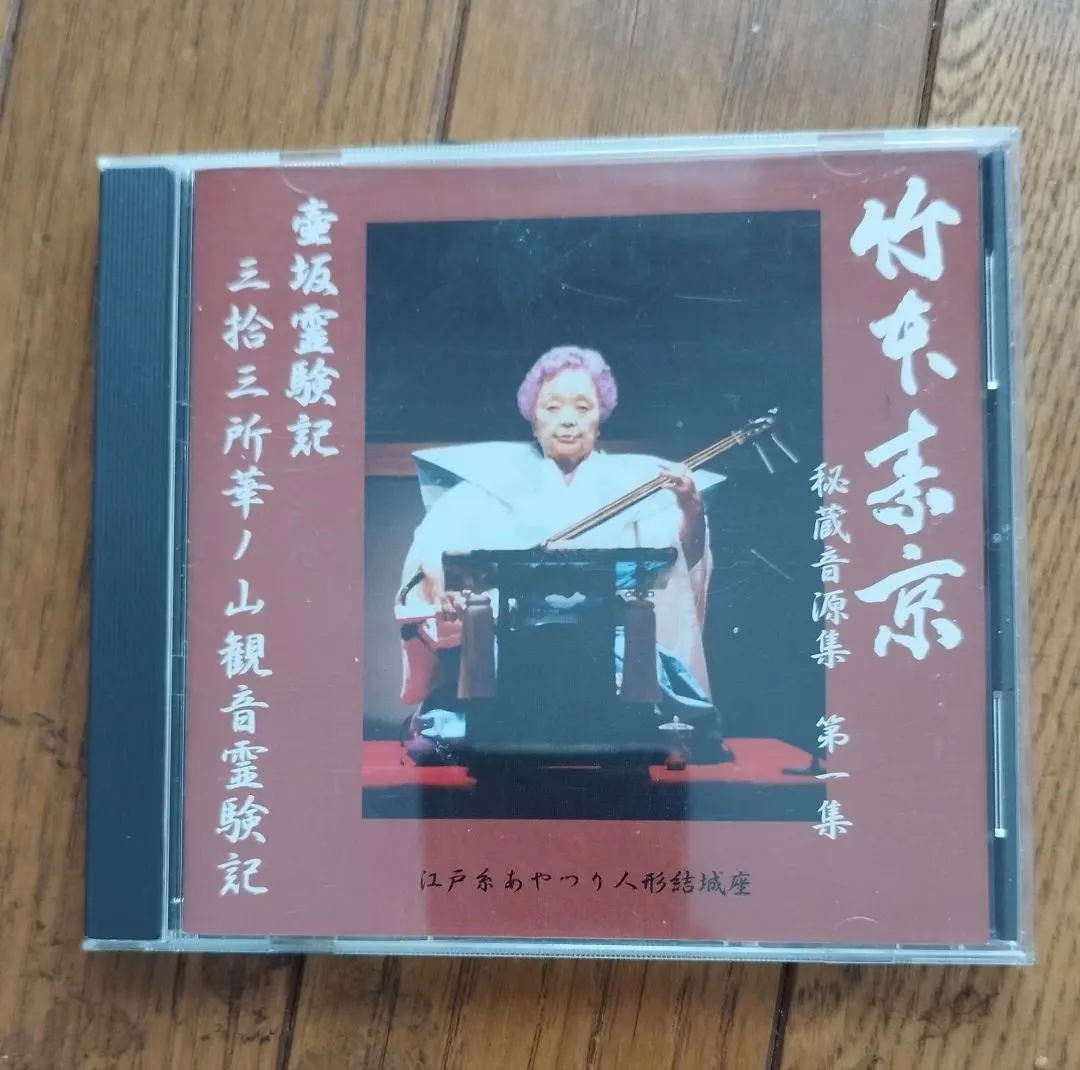 竹本素京
秘蔵音源集 第一集
壷坂霊験記
三拾三所華ノ山観音霊験記
江戸糸あやつり人形結城座